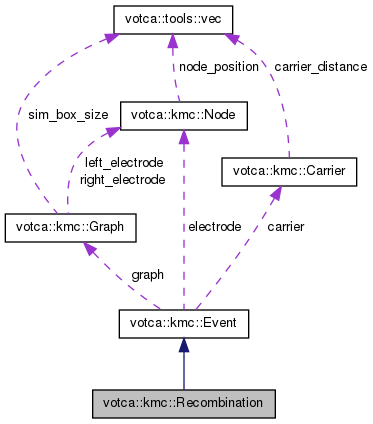 votca::tools::vec
node_position
carrier_distance
sim_box_size
votca::kmc::Node
left_electrode
right_electrode
votca::kmc::Carrier
votca::kmc::Graph
electrode
carrier
graph
votca::kmc::Event
votca::kmc::Recombination